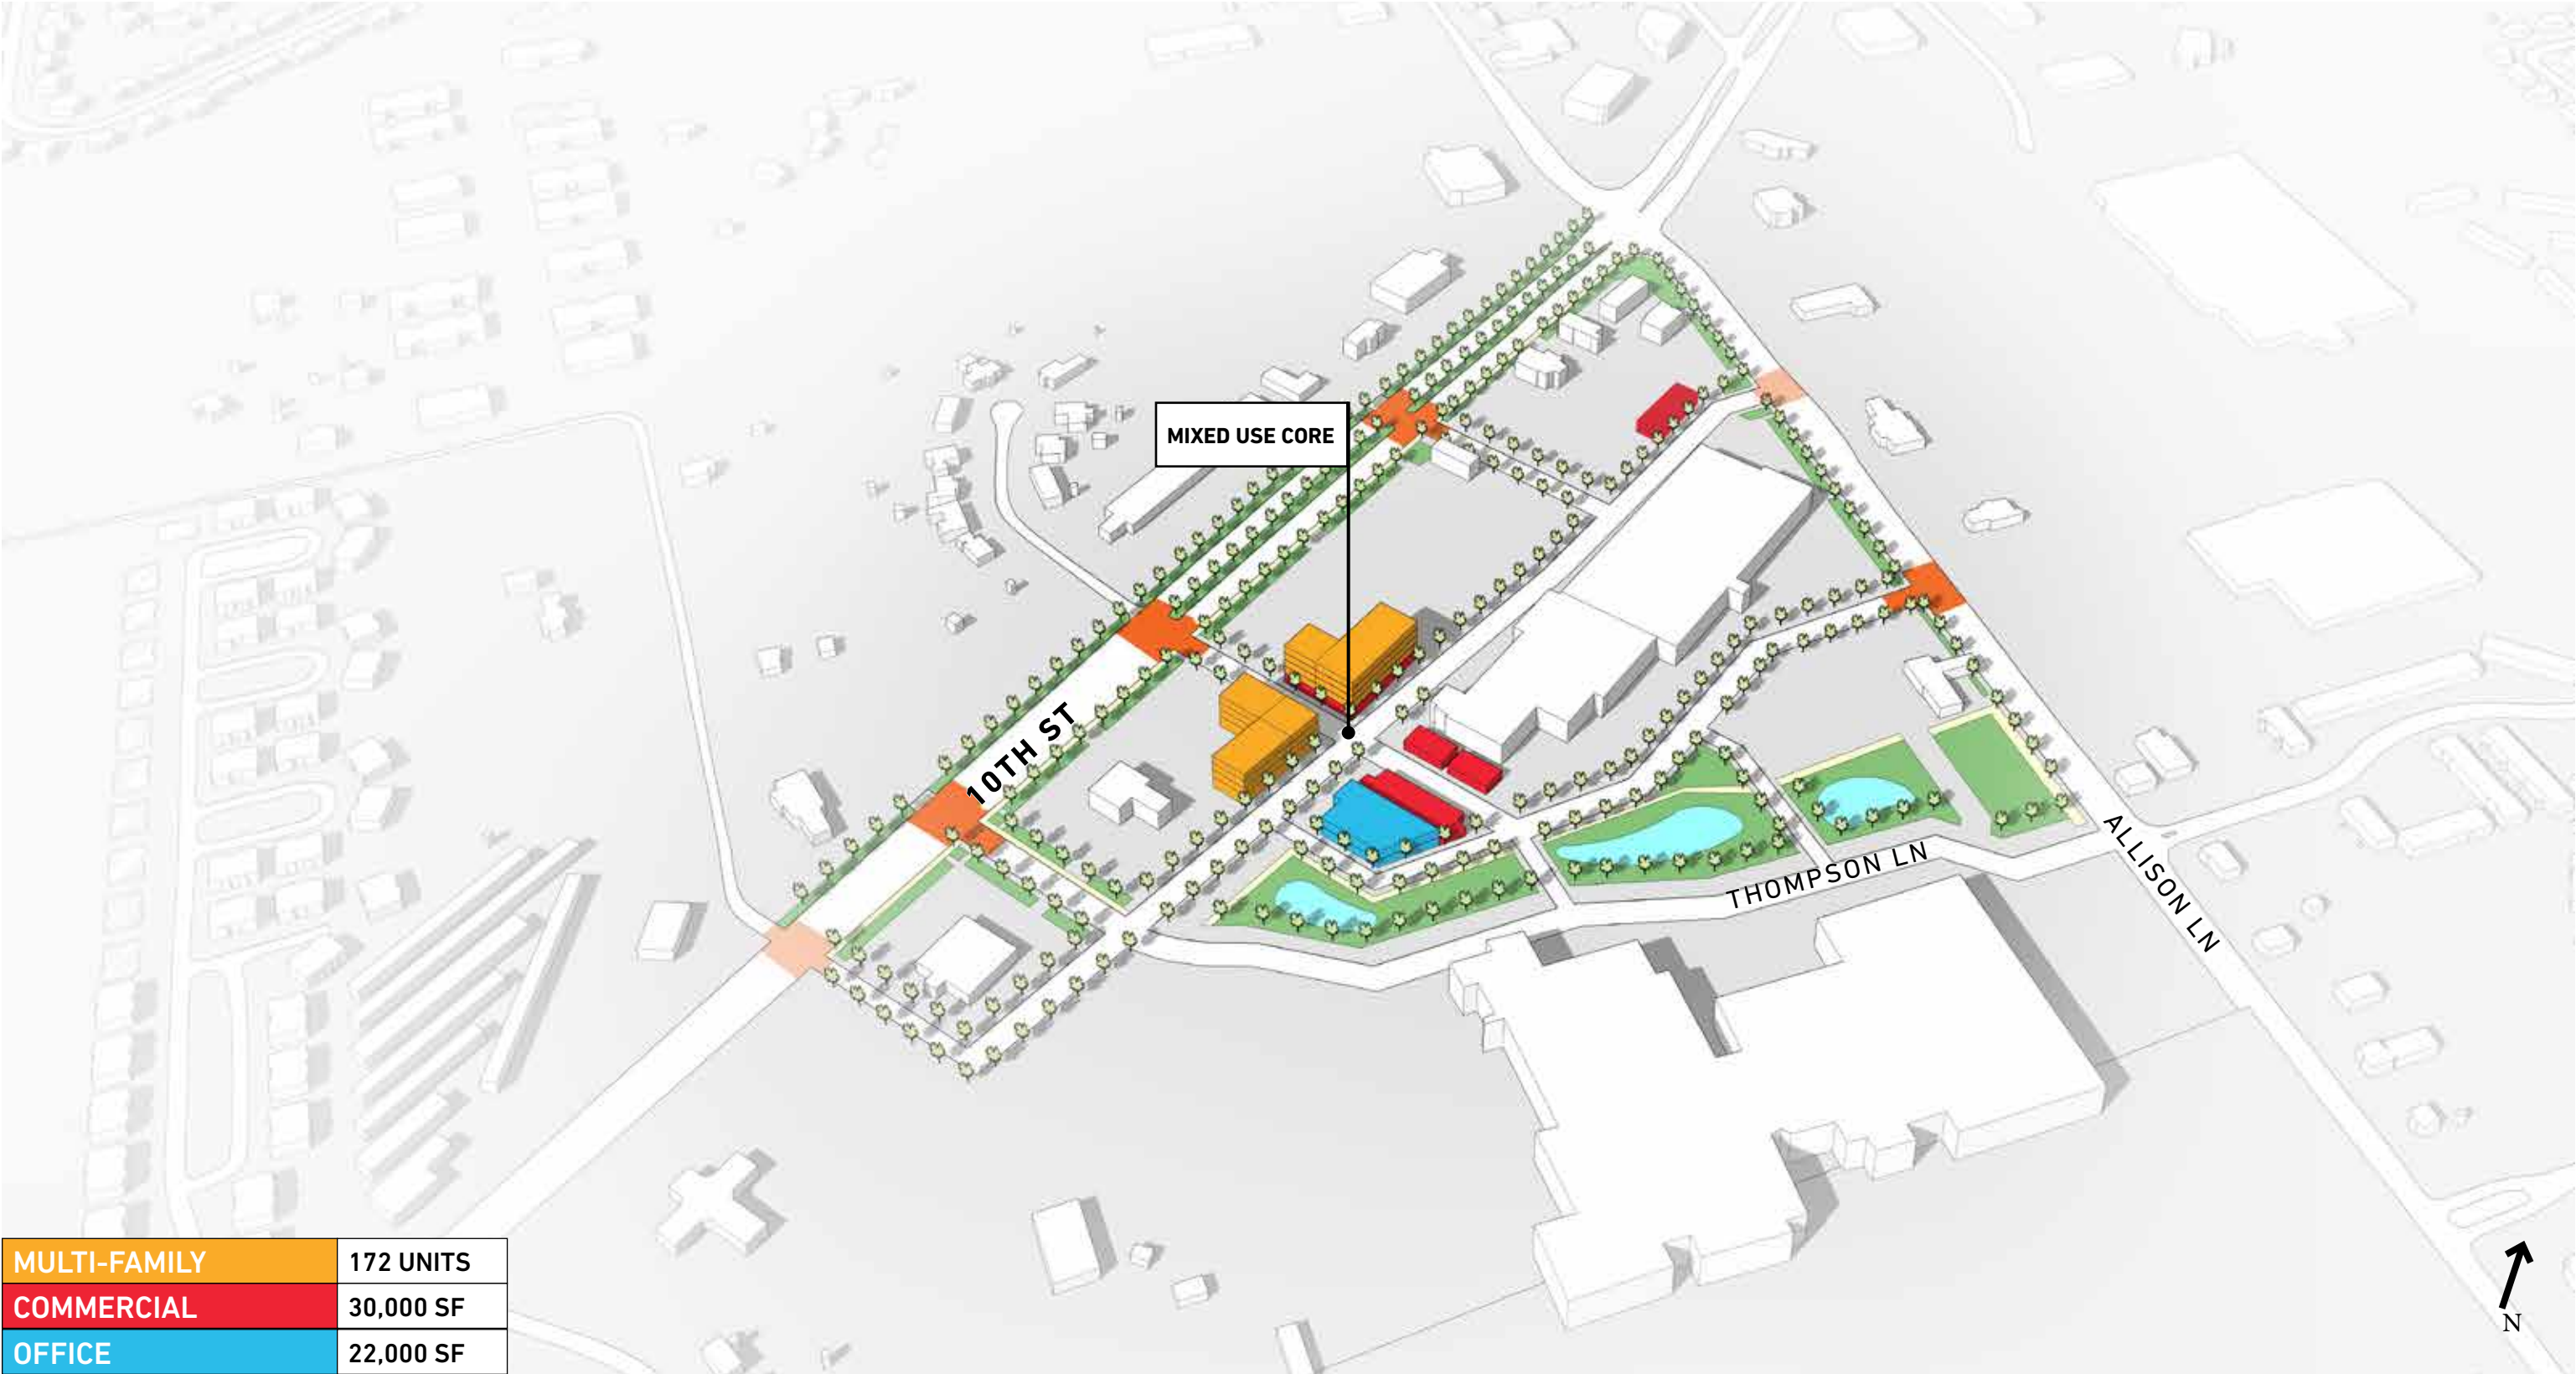 MIXED USE CORE
10TH ST
THOMPSON LN
ALLISON LN
MULTI-FAMILY 172 UNITS
COMMERCIAL 30,000 SF
OFFICE 22,000 SF
N